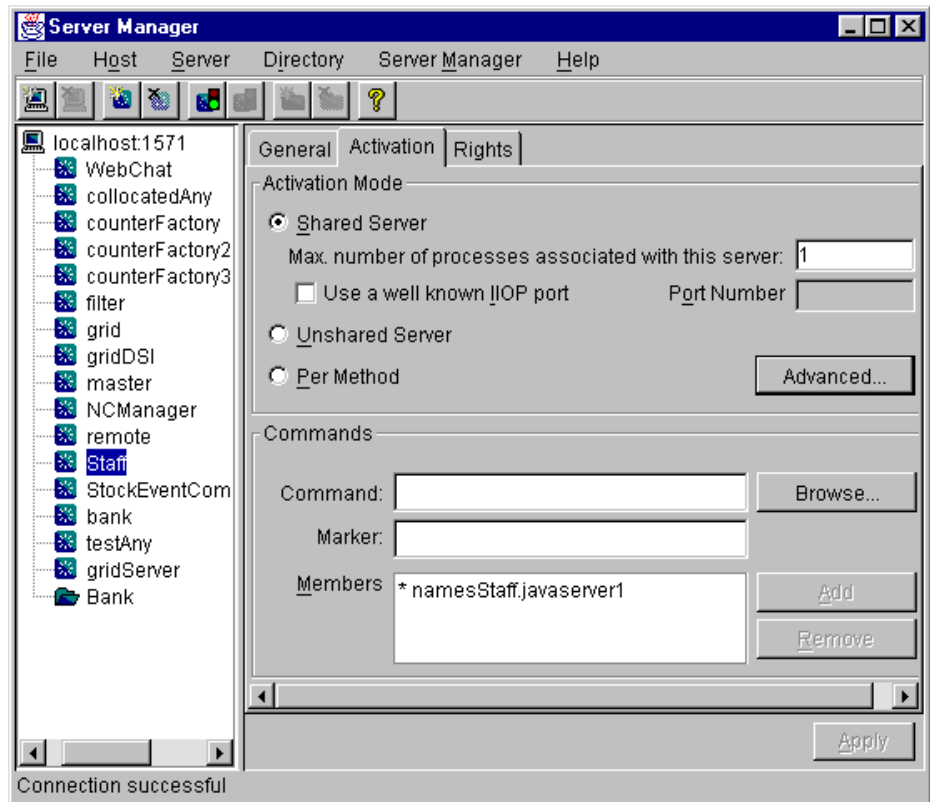 Server Manager
File Host Server Directory Server Manager Help
localhost:1571
WebChat
collocatedAny
counterFactory
counterFactory2
counterFactory3
filter
grid
gridDSI
master
NCManager
remote
Staff
StockEventCom
bank
testAny
gridServer
Bank
General Activation Rights
Activation Mode
Shared Server
Max. number of processes associated with this server: 1
Use a well known IIOP port Port Number
Unshared Server
Per Method Advanced...
Commands
Command: Browse...
Marker:
Members * namesStaff.javaserver1 Add
Remove
Apply
Connection successful